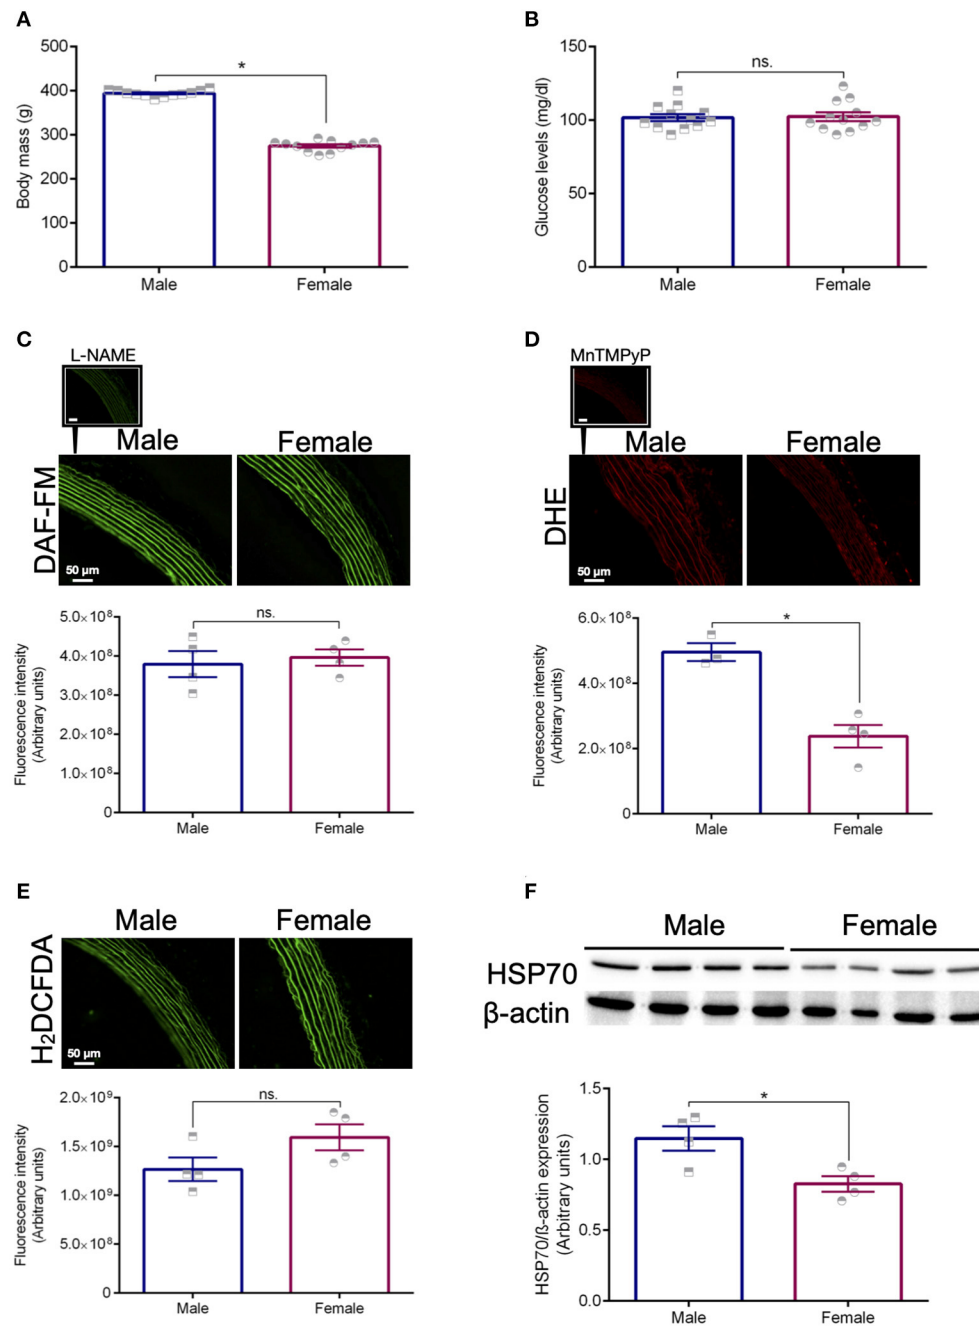 A
500
400
300
200
100
0
Body mass (g)
*
Male
Female
B
150
100
50
0
Glucose levels (mg/dl)
ns.
Male
Female
C
L-NAME
Male
Female
DAF-FM
50 µm
5.0×10⁸
4.0×10⁸
3.0×10⁸
2.0×10⁸
1.0×10⁸
0
Fluorescence intensity
(Arbitrary units)
ns.
Male
Female
D
MnTMPyP
Male
Female
DHE
50 µm
6.0×10⁸
4.0×10⁸
2.0×10⁸
0
Fluorescence intensity
(Arbitrary units)
*
Male
Female
E
Male
Female
H₂DCFDA
50 µm
2.0×10⁹
1.5×10⁹
1.0×10⁹
5.0×10⁸
0
Fluorescence intensity
(Arbitrary units)
ns.
Male
Female
F
Male
Female
HSP70
β-actin
1.5
1.0
0.5
0.0
HSP70/ß-actin expression
(Arbitrary units)
*
Male
Female